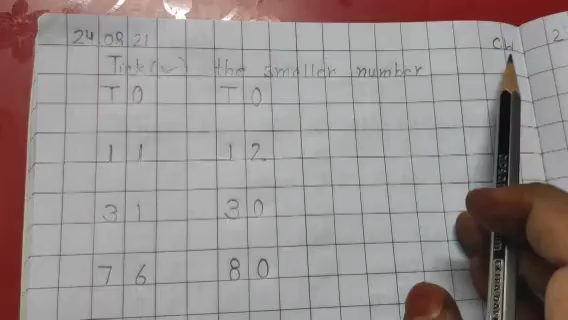 24.08.21
Tick (✓) the smaller number
T O T O
1 1 1 2
3 1 3 0
7 6 8 0